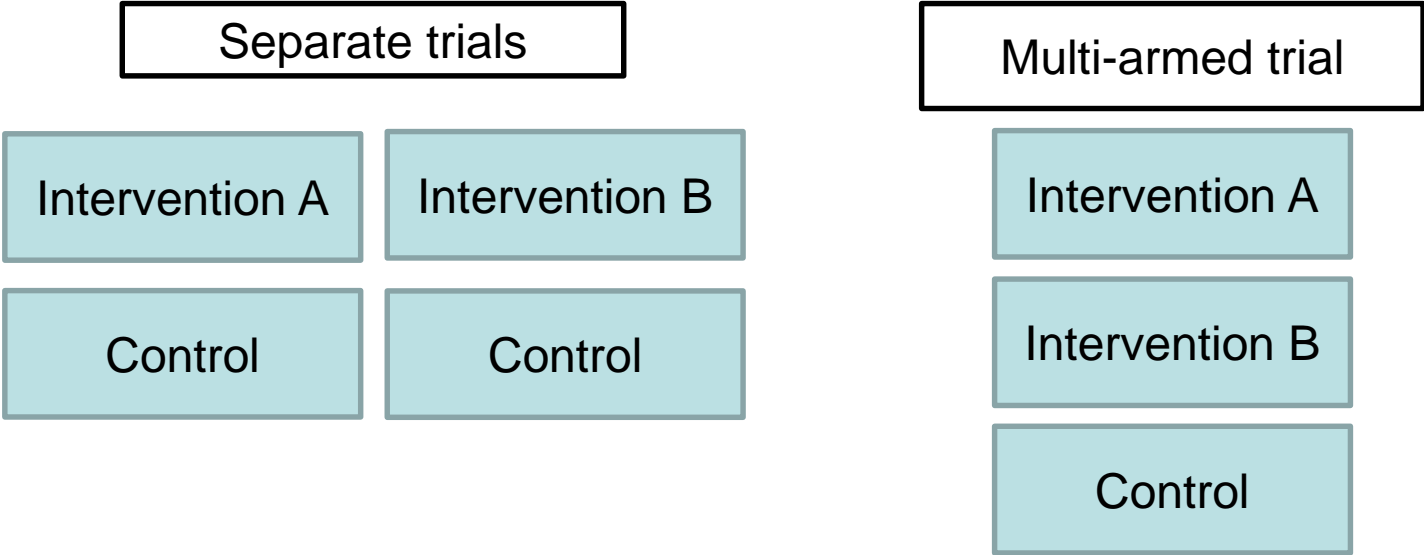 Separate trials
Intervention A
Intervention B
Control
Control
Multi-armed trial
Intervention A
Intervention B
Control